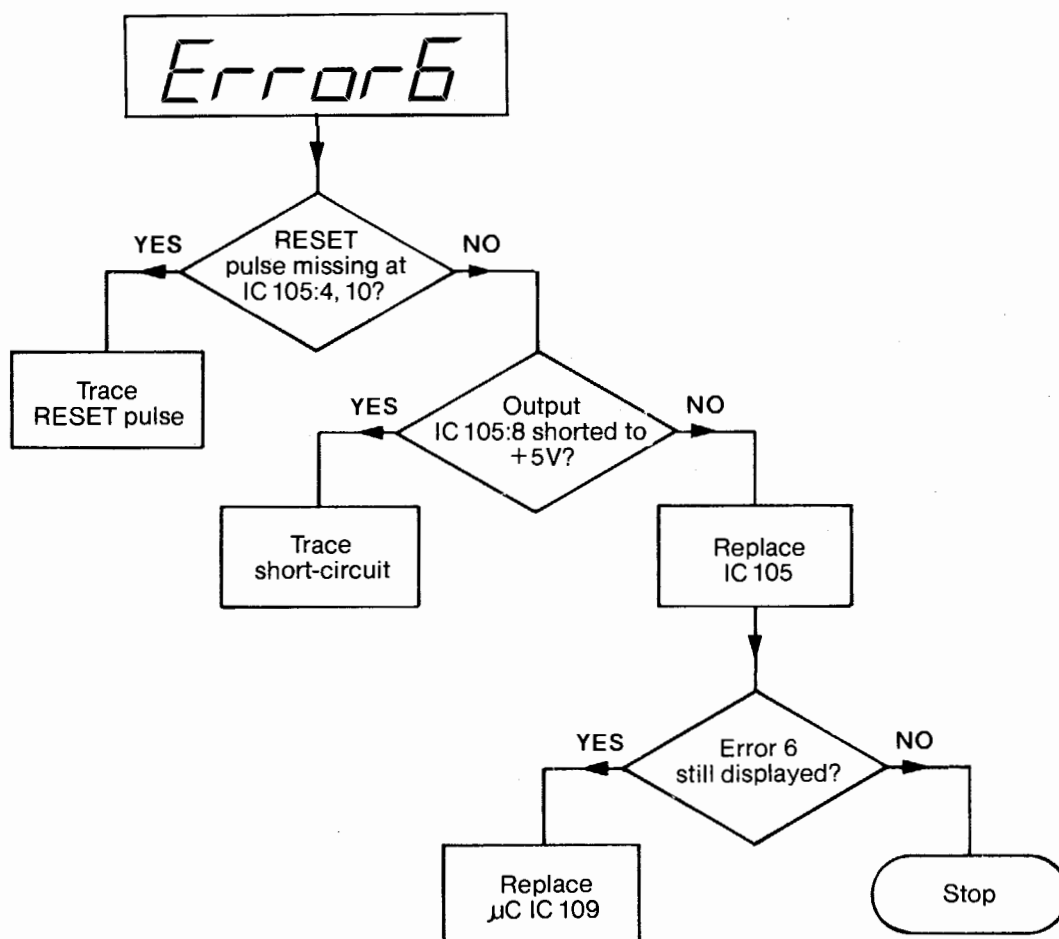 Error6
YES
RESET
pulse missing at
IC 105:4, 10?
NO
Trace
RESET pulse
YES
Output
IC 105:8 shorted to
+5V?
NO
Trace
short-circuit
Replace
IC 105
YES
Error 6
still displayed?
NO
Replace
μC IC 109
Stop